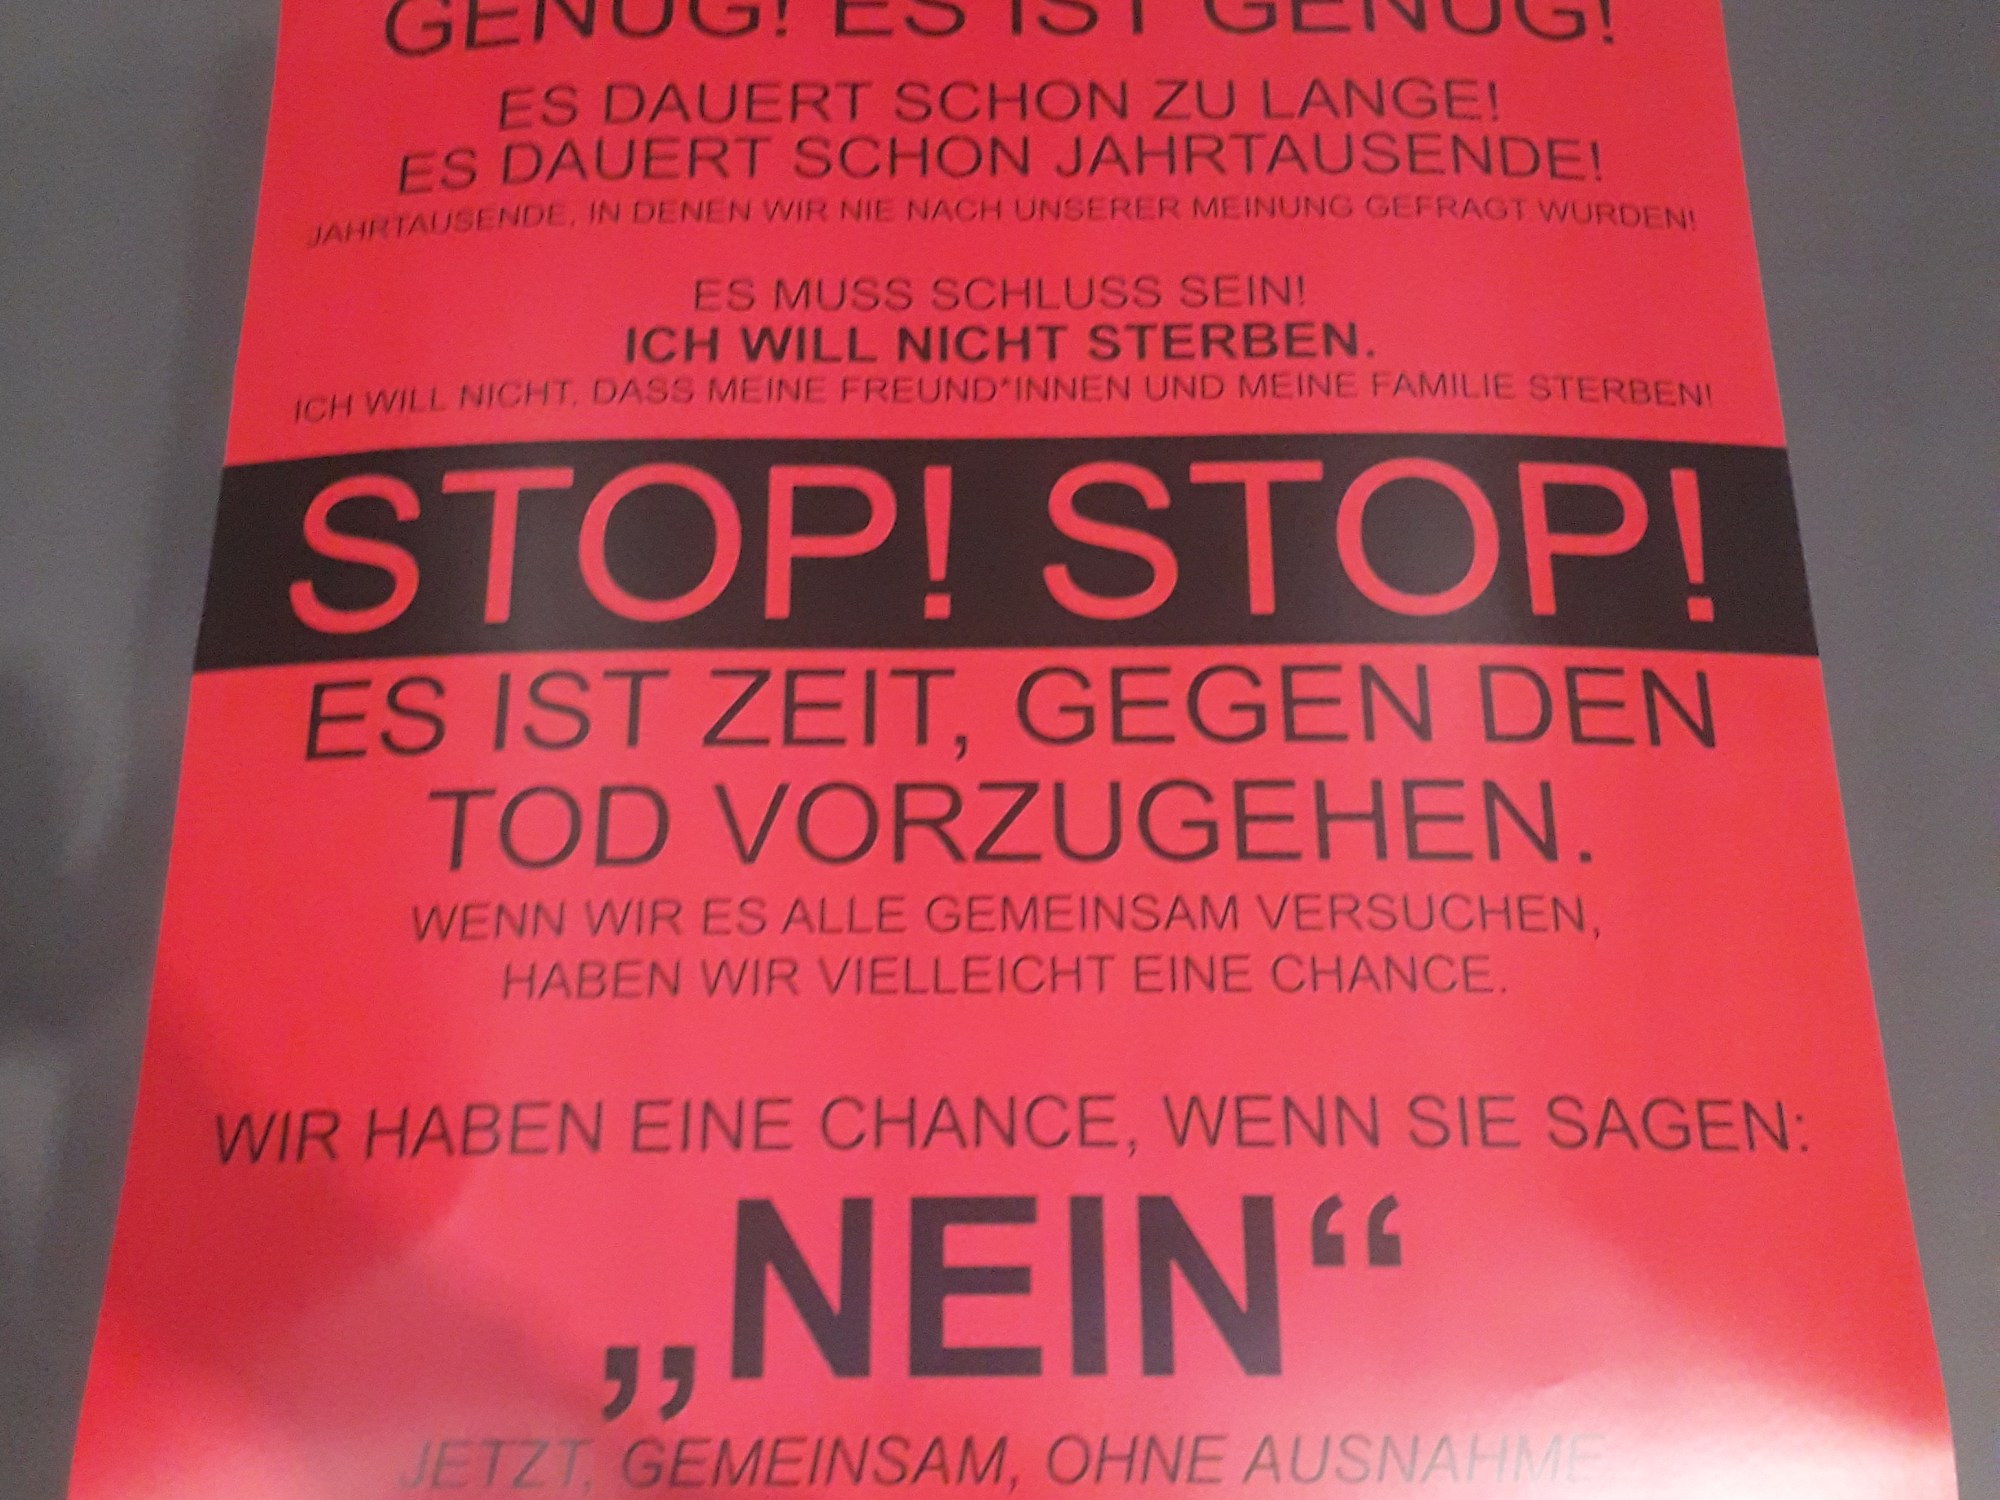 GENUG! ES IST GENUG!
ES DAUERT SCHON ZU LANGE!
ES DAUERT SCHON JAHRTAUSENDE!
JAHRTAUSENDE, IN DENEN WIR NIE NACH UNSERER MEINUNG GEFRAGT WURDEN!
ES MUSS SCHLUSS SEIN!
ICH WILL NICHT STERBEN.
ICH WILL NICHT, DASS MEINE FREUND*INNEN UND MEINE FAMILIE STERBEN!
STOP! STOP!
ES IST ZEIT, GEGEN DEN
TOD VORZUGEHEN.
WENN WIR ES ALLE GEMEINSAM VERSUCHEN,
HABEN WIR VIELLEICHT EINE CHANCE.
WIR HABEN EINE CHANCE, WENN SIE SAGEN:
„NEIN“
JETZT, GEMEINSAM, OHNE AUSNAHME